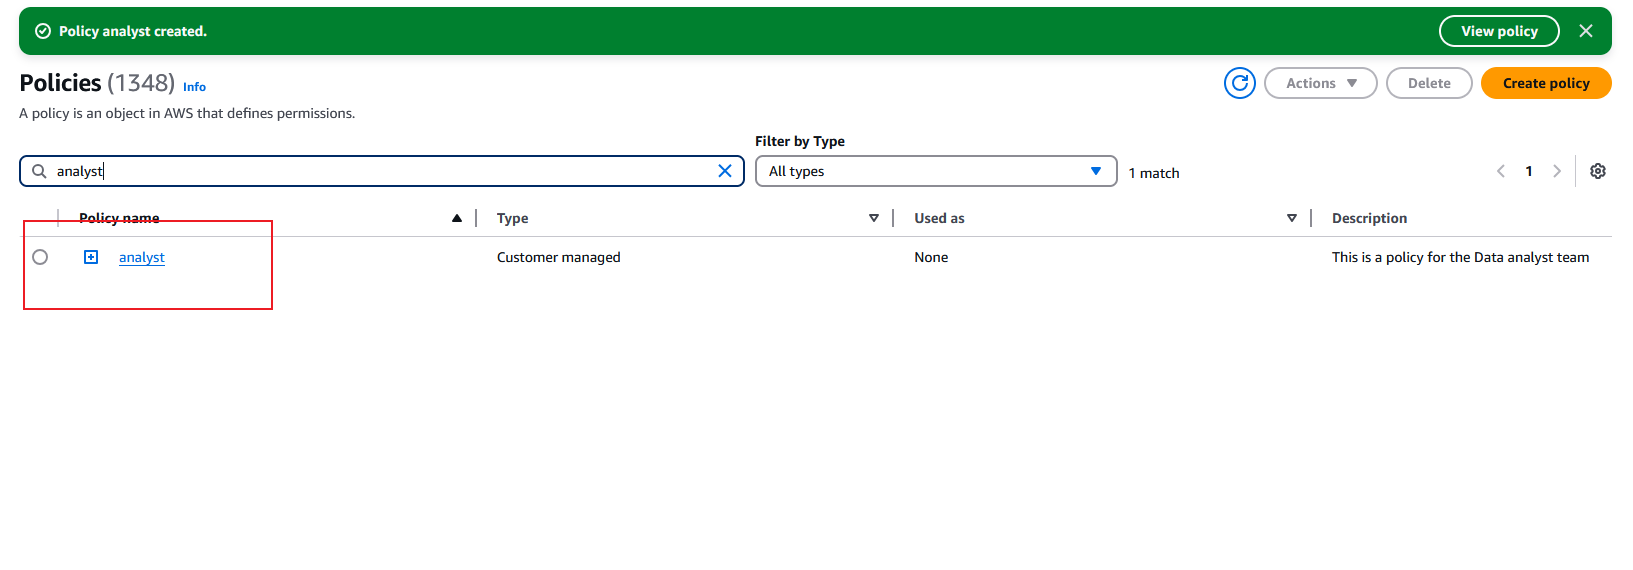 Policy analyst created.
View policy
Policies (1348) Info
Actions
Delete
Create policy
A policy is an object in AWS that defines permissions.
Filter by Type
analyst
All types
1 match
1
Policy name
Type
Used as
Description
analyst
Customer managed
None
This is a policy for the Data analyst team